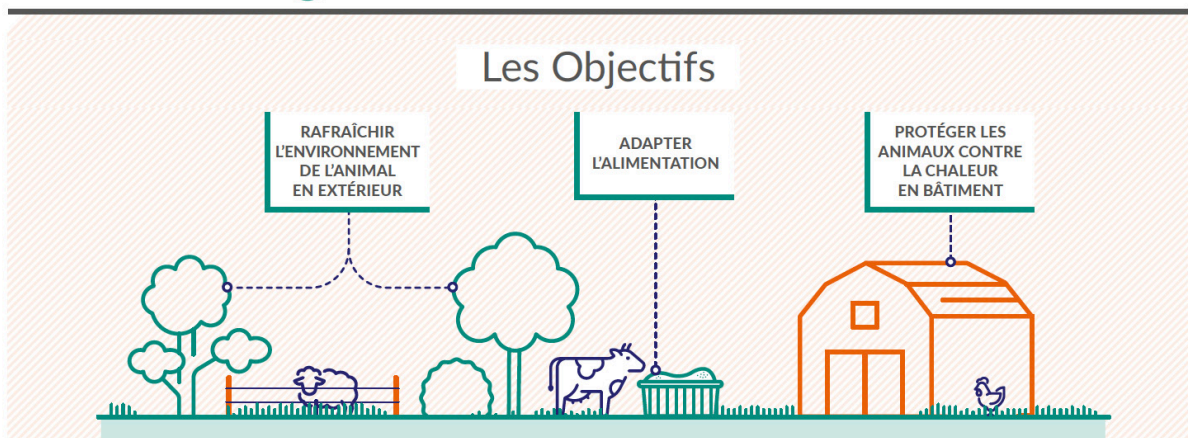 Les Objectifs
RAFRAÎCHIR
L'ENVIRONNEMENT
DE L'ANIMAL
EN EXTÉRIEUR
ADAPTER
L'ALIMENTATION
PROTÉGER LES
ANIMAUX CONTRE
LA CHALEUR
EN BÂTIMENT